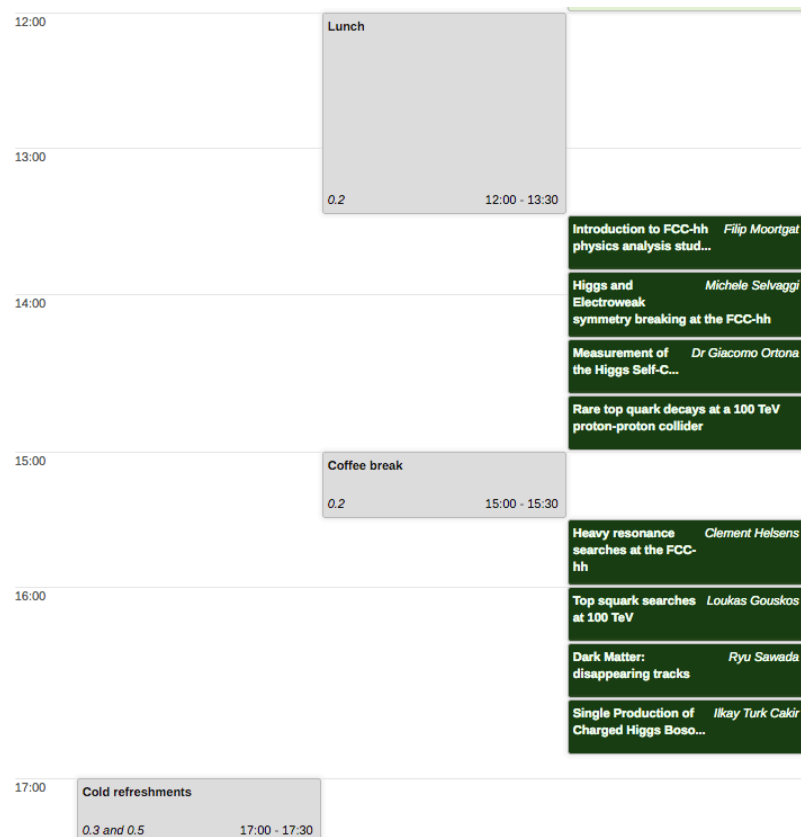 12:00
Lunch
13:00
0.2 12:00 - 13:30
Introduction to FCC-hh Filip Moortgat
physics analysis stud...
Higgs and Michele Selvaggi
Electroweak
symmetry breaking at the FCC-hh
14:00
Measurement of Dr Giacomo Ortona
the Higgs Self-C...
Rare top quark decays at a 100 TeV
proton-proton collider
15:00
Coffee break
0.2 15:00 - 15:30
Heavy resonance Clement Helsens
searches at the FCC-
hh
16:00
Top squark searches Loukas Gouskos
at 100 TeV
Dark Matter: Ryu Sawada
disappearing tracks
Single Production of Ilkay Turk Cakir
Charged Higgs Boso...
17:00
Cold refreshments
0.3 and 0.5 17:00 - 17:30